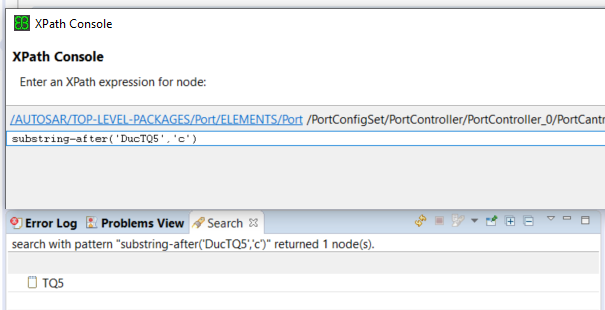 EB XPath Console
XPath Console
Enter an XPath expression for node:
/AUTOSAR/TOP-LEVEL-PACKAGES/Port/ELEMENTS/Port /PortConfigSet/PortController/PortController_0/PortCantr
substring-after('DucTQ5','c')
Error Log Problems View Search
search with pattern "substring-after('DucTQ5','c')" returned 1 node(s).
TQ5